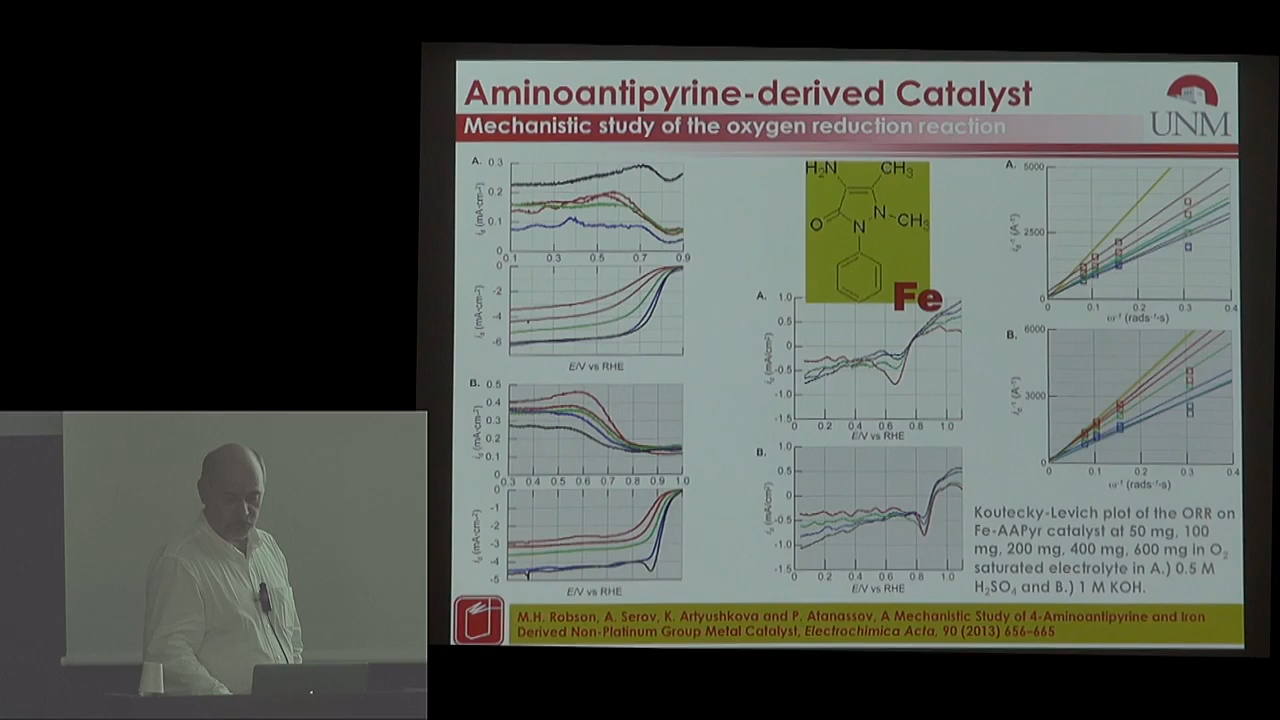 Aminoantipyrine-derived Catalyst
Mechanistic study of the oxygen reduction reaction
UNM
A.
0.3
0.2
0.1
0
0.1 0.3 0.5 0.7 0.9
0
-2
-4
-6
E/V vs RHE
B.
0.5
0.4
0.3
0.2
0.1
0
0.3 0.4 0.5 0.6 0.7 0.8 0.9 1.0
0
-1
-2
-3
-4
-5
E/V vs RHE
H₂N
CH₃
O
N
N
CH₃
Fe
A.
1.0
0.5
0
-0.5
-1.0
-1.5
0 0.2 0.4 0.6 0.8 1.0
E/V vs RHE
B.
1.0
0.5
0
-0.5
-1.0
-1.5
0 0.2 0.4 0.6 0.8 1.0
E/V vs RHE
A.
5000
2500
0
0 0.1 0.2 0.3 0.4
B.
6000
3000
0
0 0.1 0.2 0.3 0.4
Koutecky-Levich plot of the ORR on
Fe-AAPyr catalyst at 50 mg, 100
mg, 200 mg, 400 mg, 600 mg in O₂
saturated electrolyte in A.) 0.5 M
H₂SO₄ and B.) 1 M KOH.
M.H. Robson, A. Serov, K. Artyushkova and P. Atanassov, A Mechanistic Study of 4-Aminoantipyrine and Iron
Derived Non-Platinum Group Metal Catalyst, Electrochimica Acta, 90 (2013) 656–665